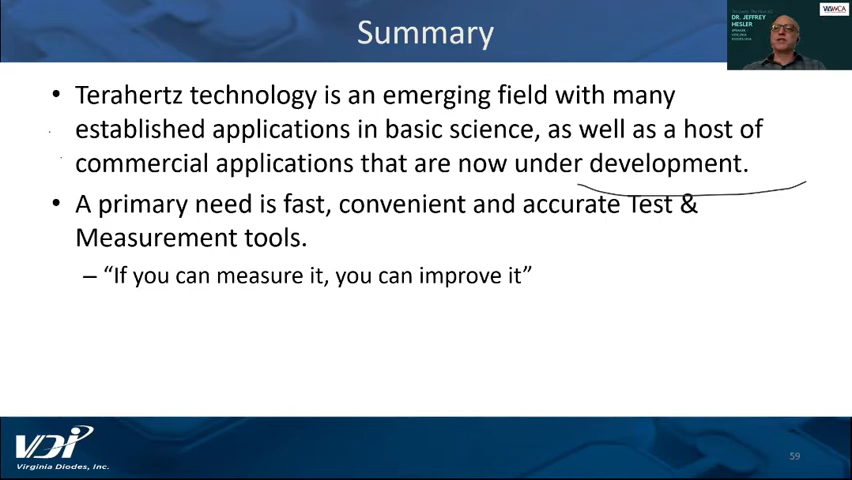 Summary
DR. JEFFREY
HESLER
• Terahertz technology is an emerging field with many
established applications in basic science, as well as a host of
commercial applications that are now under development.
• A primary need is fast, convenient and accurate Test &
Measurement tools.
– “If you can measure it, you can improve it”
VDi
Virginia Diodes, Inc.
59